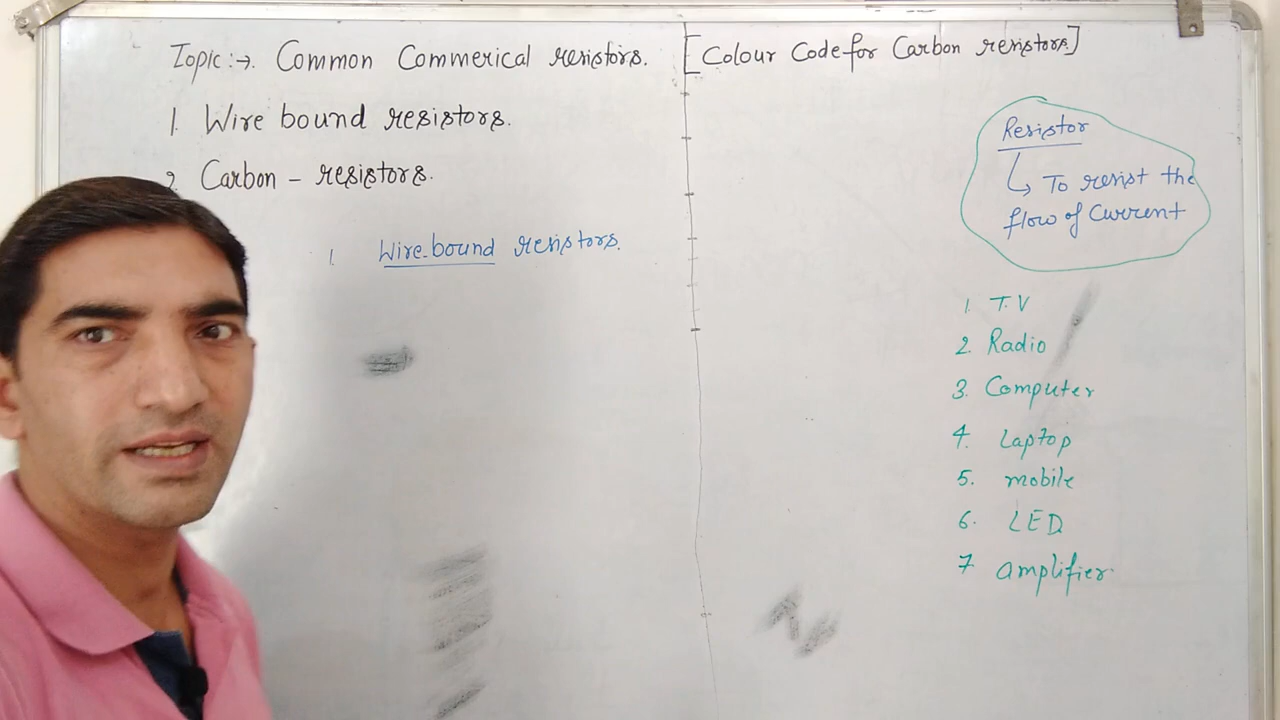 Topic:→. Common Commerical resistors. [Colour Code for Carbon resistors.]
1. Wire bound resistors.
2. Carbon - resistors.
1. Wire-bound resistors.
Resistor
↳ To resist the
flow of Current
1. T.V
2. Radio
3. Computer
4. Laptop
5. mobile
6. LED
7 amplifier.